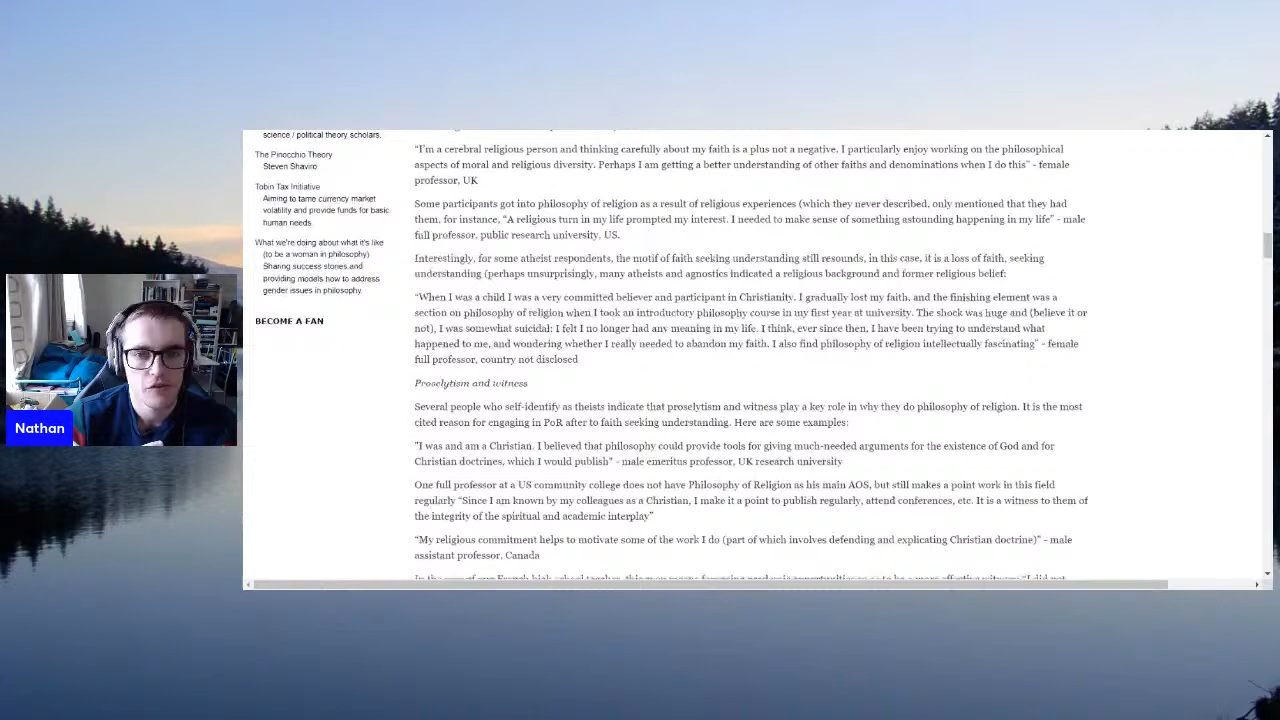 science / political theory scholars.
The Pinocchio Theory
Steven Shaviro
Tobin Tax Initiative
Aiming to tame currency market
volatility and provide funds for basic
human needs.
What we're doing about what it's like
(to be a woman in philosophy)
Sharing success stories and
providing models how to address
gender issues in philosophy.
BECOME A FAN
“I’m a cerebral religious person and thinking carefully about my faith is a plus not a negative. I particularly enjoy working on the philosophical
aspects of moral and religious diversity. Perhaps I am getting a better understanding of other faiths and denominations when I do this” - female
professor, UK
Some participants got into philosophy of religion as a result of religious experiences (which they never described, only mentioned that they had
them, for instance, “A religious turn in my life prompted my interest. I needed to make sense of something astounding happening in my life” - male
full professor, public research university, US.
Interestingly, for some atheist respondents, the motif of faith seeking understanding still resounds, in this case, it is a loss of faith, seeking
understanding (perhaps unsurprisingly, many atheists and agnostics indicated a religious background and former religious belief:
“When I was a child I was a very committed believer and participant in Christianity. I gradually lost my faith, and the finishing element was a
section on philosophy of religion when I took an introductory philosophy course in my first year at university. The shock was huge and (believe it or
not), I was somewhat suicidal: I felt I no longer had any meaning in my life. I think, ever since then, I have been trying to understand what
happened to me, and wondering whether I really needed to abandon my faith. I also find philosophy of religion intellectually fascinating” - female
full professor, country not disclosed
Proselytism and witness
Several people who self-identify as theists indicate that proselytism and witness play a key role in why they do philosophy of religion. It is the most
cited reason for engaging in PoR after to faith seeking understanding. Here are some examples:
"I was and am a Christian. I believed that philosophy could provide tools for giving much-needed arguments for the existence of God and for
Christian doctrines, which I would publish” - male emeritus professor, UK research university
One full professor at a US community college does not have Philosophy of Religion as his main AOS, but still makes a point work in this field
regularly “Since I am known by my colleagues as a Christian, I make it a point to publish regularly, attend conferences, etc. It is a witness to them of
the integrity of the spiritual and academic interplay”
“My religious commitment helps to motivate some of the work I do (part of which involves defending and explicating Christian doctrine)” - male
assistant professor, Canada
Nathan